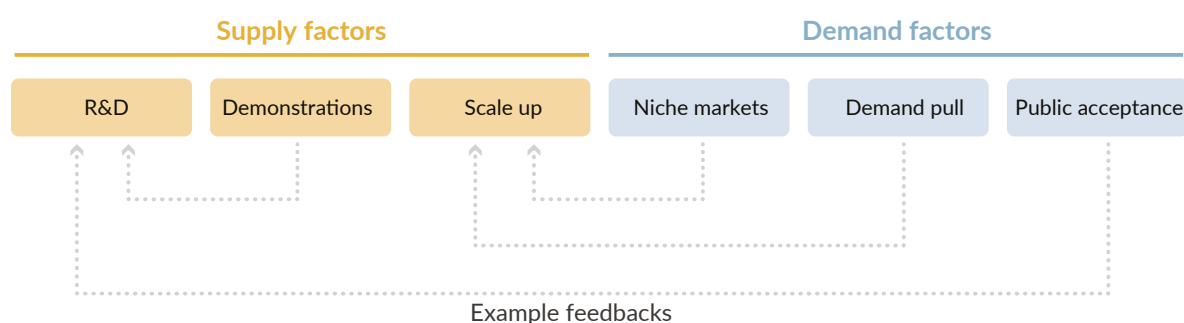 Supply factors
Demand factors
R&D
Demonstrations
Scale up
Niche markets
Demand pull
Public acceptance
Example feedbacks